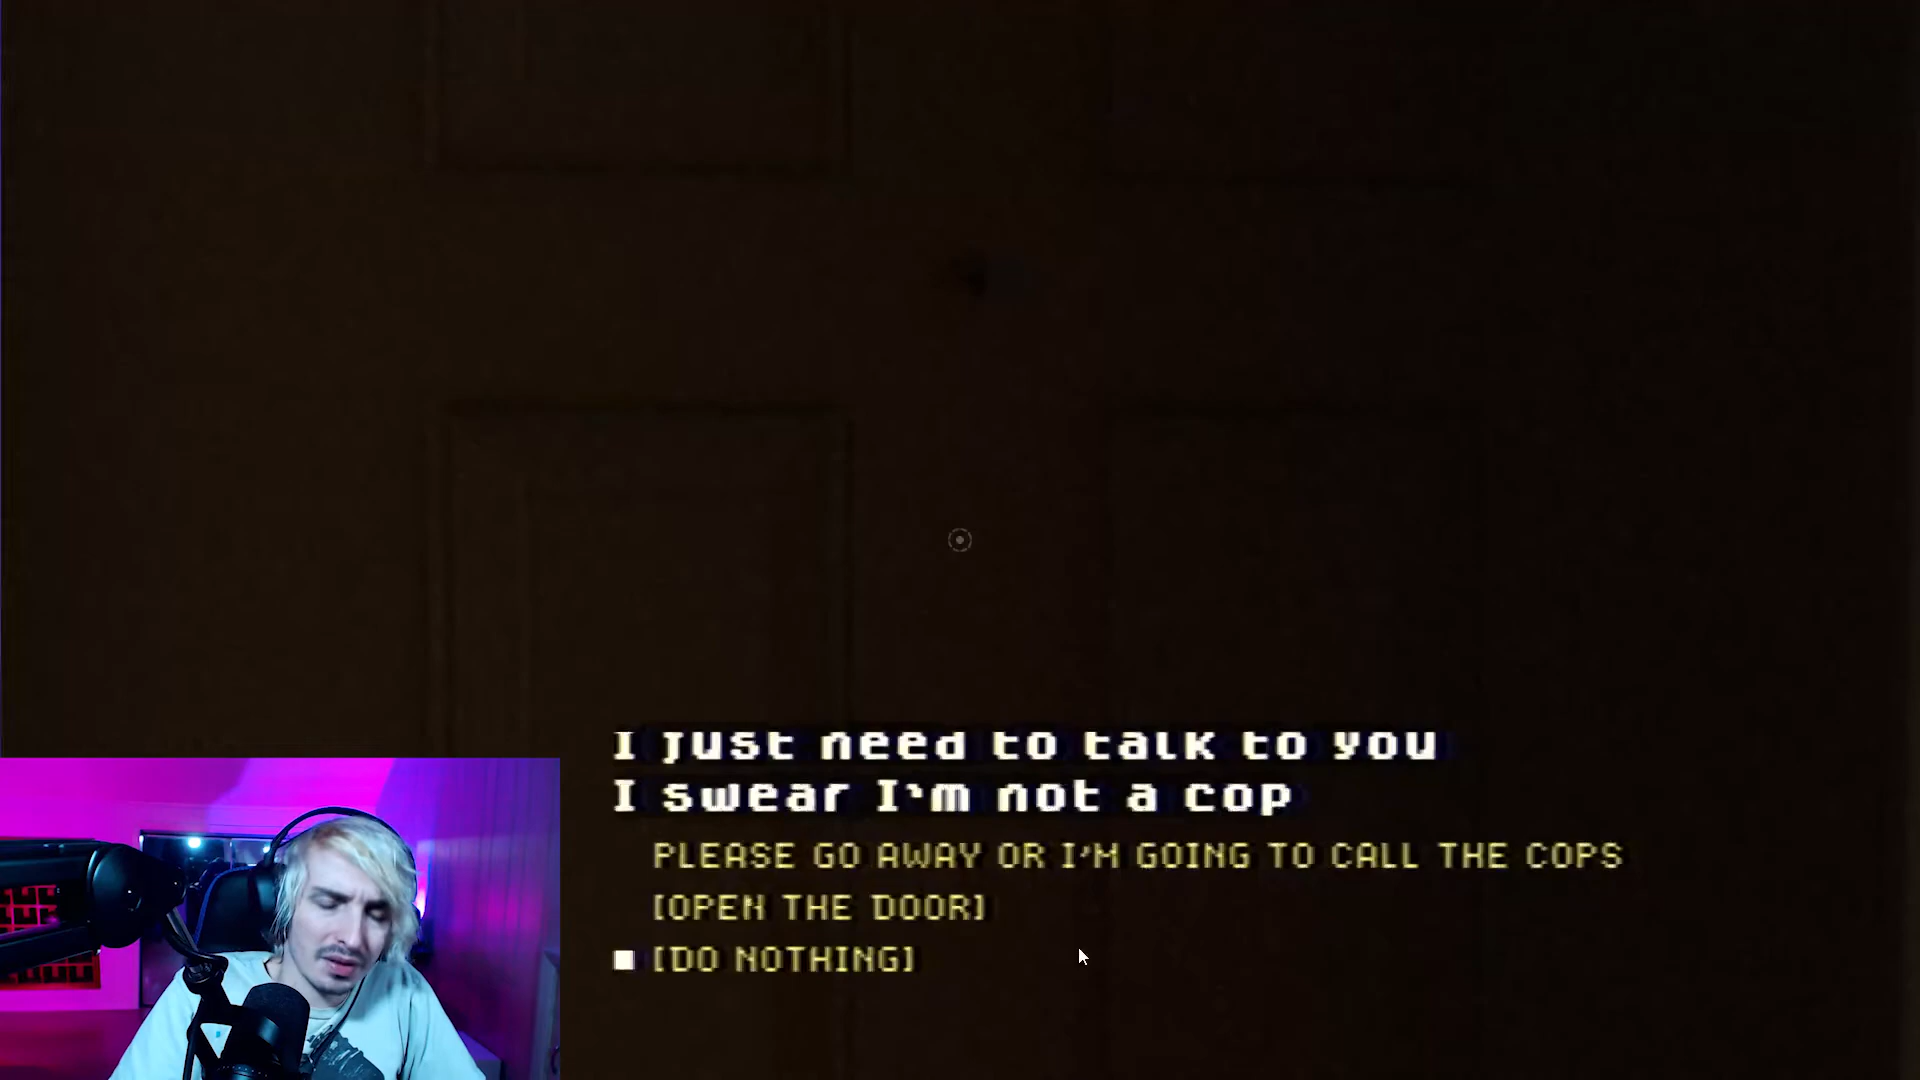 I just need to talk to you
I swear I'm not a cop
PLEASE GO AWAY OR I'M GOING TO CALL THE COPS
[OPEN THE DOOR]
[DO NOTHING]